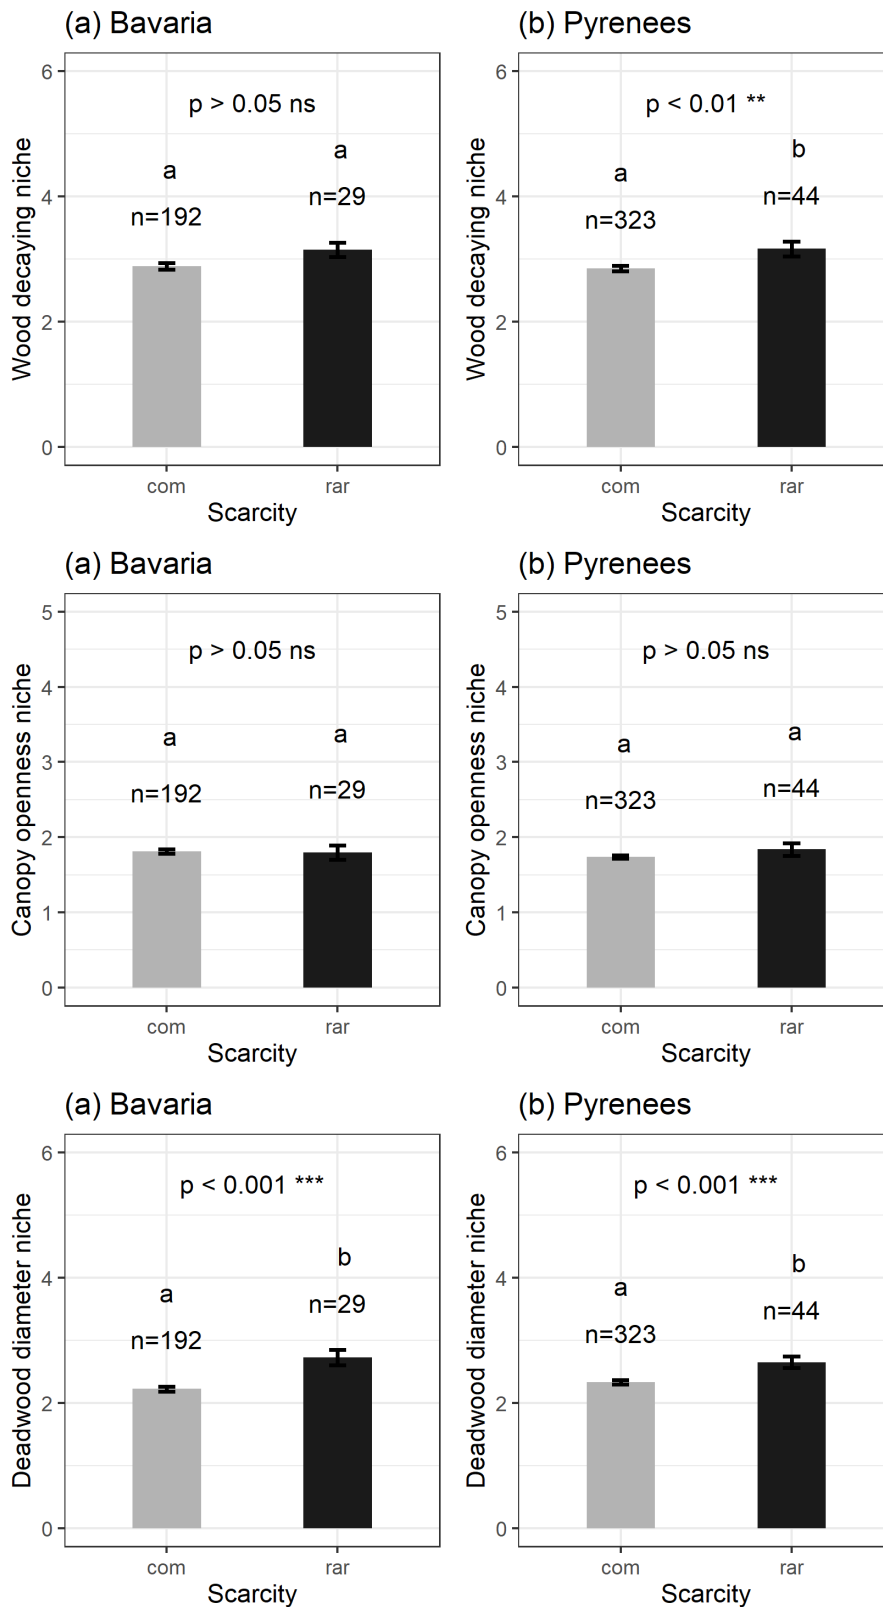 (a) Bavaria
Wood decaying niche
6
4
2
0
p > 0.05 ns
a
a
n=192
n=29
com
rar
Scarcity
(b) Pyrenees
Wood decaying niche
6
4
2
0
p < 0.01 **
a
b
n=323
n=44
com
rar
Scarcity
(a) Bavaria
Canopy openness niche
5
4
3
2
1
0
p > 0.05 ns
a
a
n=192
n=29
com
rar
Scarcity
(b) Pyrenees
Canopy openness niche
5
4
3
2
1
0
p > 0.05 ns
a
a
n=323
n=44
com
rar
Scarcity
(a) Bavaria
Deadwood diameter niche
6
4
2
0
p < 0.001 ***
a
b
n=192
n=29
com
rar
Scarcity
(b) Pyrenees
Deadwood diameter niche
6
4
2
0
p < 0.001 ***
a
b
n=323
n=44
com
rar
Scarcity